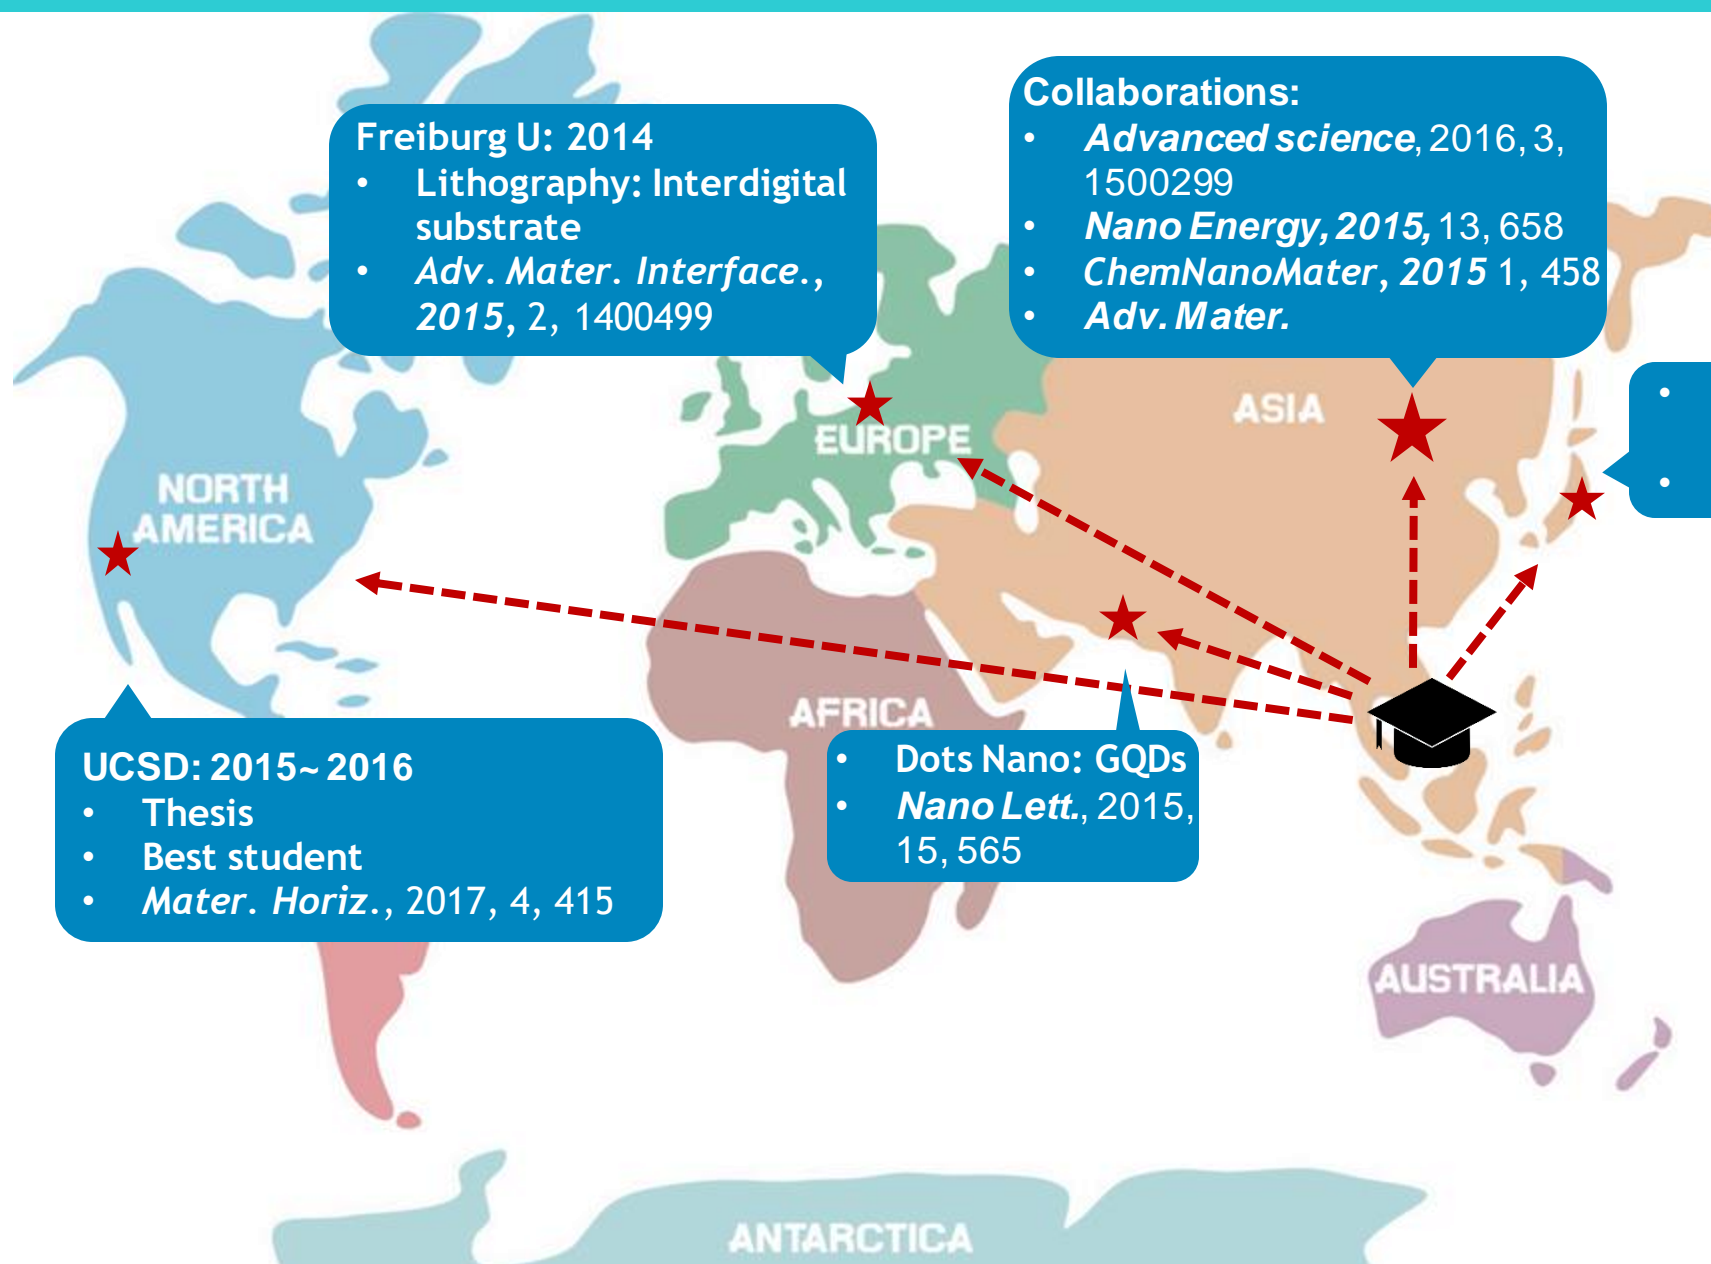 Collaborations:
• Advanced science, 2016, 3,
1500299
• Nano Energy, 2015, 13, 658
• ChemNanoMater, 2015 1, 458
• Adv. Mater.
Freiburg U: 2014
• Lithography: Interdigital
substrate
• Adv. Mater. Interface.,
2015, 2, 1400499
•
•
ASIA
EUROPE
NORTH
AMERICA
AFRICA
UCSD: 2015~2016
• Thesis
• Best student
• Mater. Horiz., 2017, 4, 415
• Dots Nano: GQDs
• Nano Lett., 2015,
15, 565
AUSTRALIA
ANTARCTICA